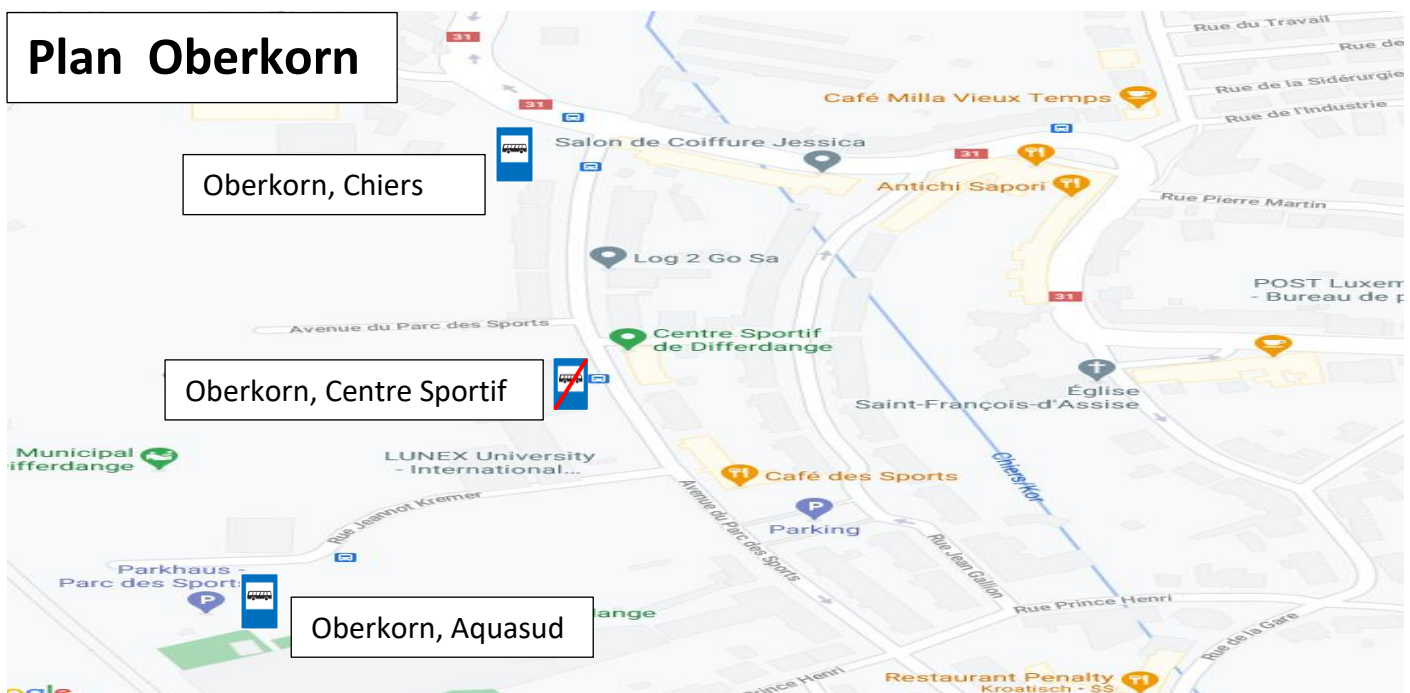 Plan Oberkorn
Rue du Travail
31
Rue de
Rue de la Sidérurgie
Café Milla Vieux Temps
31
Rue de l'Industrie
Salon de Coiffure Jessica
31
Oberkorn, Chiers
Antichi Sapori
Rue Pierre Martin
Log 2 Go Sa
POST Luxem
- Bureau de p
31
Avenue du Parc des Sports
Centre Sportif
de Differdange
Oberkorn, Centre Sportif
Église
Saint-François-d'Assise
Municipal
ifferdange
LUNEX University
- International...
Chiers/Kor
Café des Sports
Rue Jeannot Kremer
Avenue du Parc des Sports
P
Parking
Rue Jean Gallion
Parkhaus -
Parc des Sport
P
Rue Prince Henri
lange
Oberkorn, Aquasud
Rue de la Gare
Prince Henri
Restaurant Penalty
Kroatisch - $$
ogle